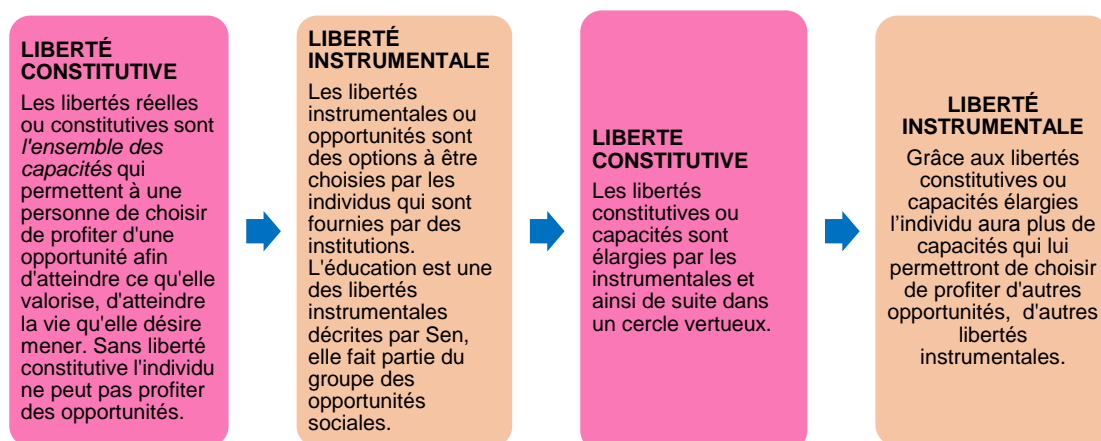 LIBERTÉ
CONSTITUTIVE
Les libertés réelles
ou constitutives sont
l'ensemble des
capacités qui
permettent à une
personne de choisir
de profiter d'une
opportunité afin
d'atteindre ce qu'elle
valorise, d'atteindre
la vie qu'elle désire
mener. Sans liberté
constitutive l'individu
ne peut pas profiter
des opportunités.
LIBERTÉ
INSTRUMENTALE
Les libertés
instrumentales ou
opportunités sont
des options à être
choisies par les
individus qui sont
fournies par des
institutions.
L'éducation est une
des libertés
instrumentales
décrites par Sen,
elle fait partie du
groupe des
opportunités
sociales.
LIBERTE
CONSTITUTIVE
Les libertés
constitutives ou
capacités sont
élargies par les
instrumentales et
ainsi de suite dans
un cercle vertueux.
LIBERTÉ
INSTRUMENTALE
Grâce aux libertés
constitutives ou
capacités élargies
l’individu aura plus de
capacités qui lui
permettront de choisir
de profiter d'autres
opportunités, d'autres
libertés
instrumentales.